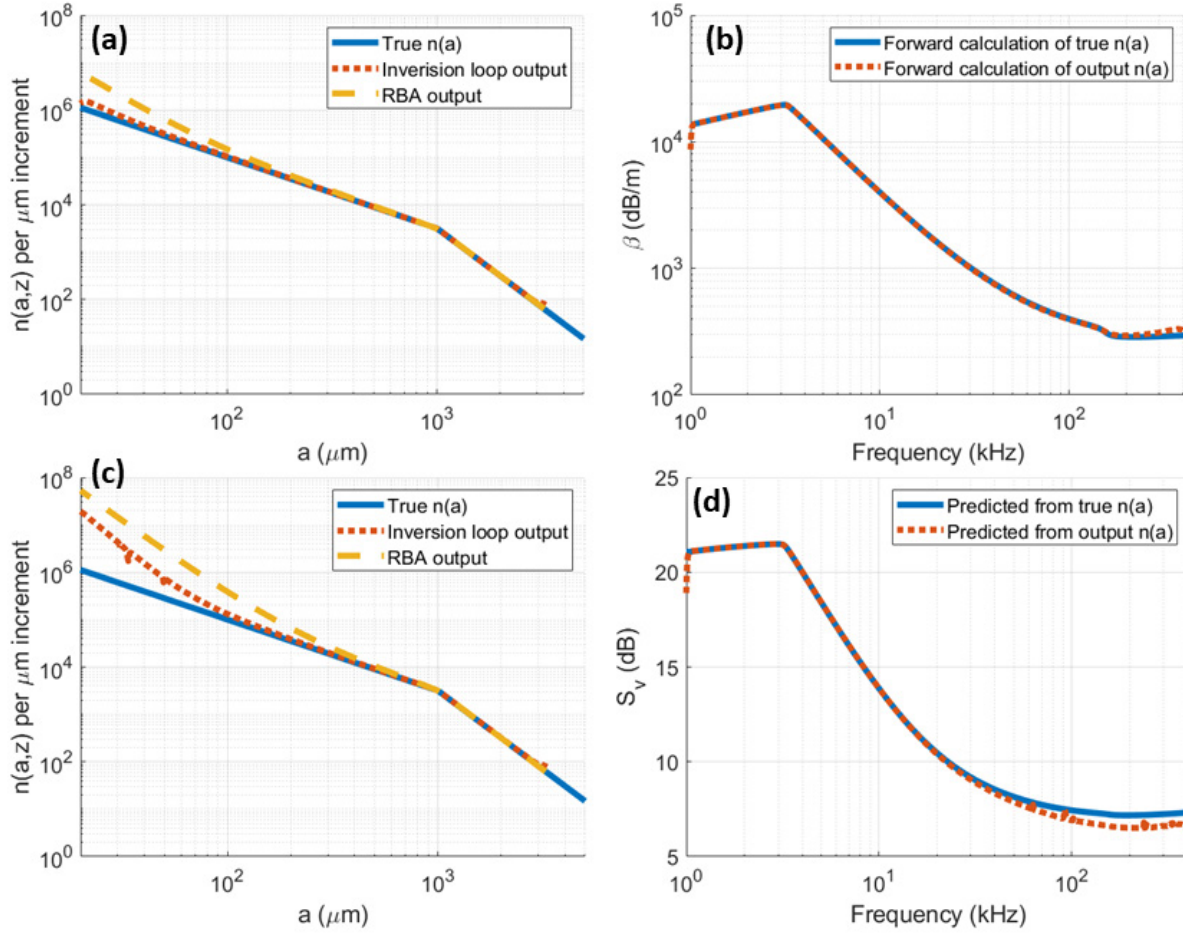 (a)
True n(a)
Inverision loop output
RBA output
10^8
10^6
10^4
10^2
10^0
n(a,z) per μm increment
10^2
10^3
a (μm)
(b)
Forward calculation of true n(a)
Forward calculation of output n(a)
10^5
10^4
10^3
10^2
β (dB/m)
10^0
10^1
10^2
Frequency (kHz)
(c)
True n(a)
Inversion loop output
RBA output
10^8
10^6
10^4
10^2
10^0
n(a,z) per μm increment
10^2
10^3
a (μm)
(d)
Predicted from true n(a)
Predicted from output n(a)
25
20
15
10
5
S_v (dB)
10^0
10^1
10^2
Frequency (kHz)